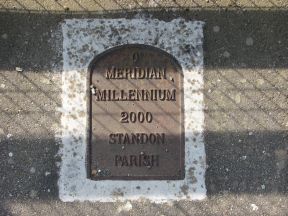 0
MERIDIAN
MILLENNIUM
2000
STANDON
PARISH